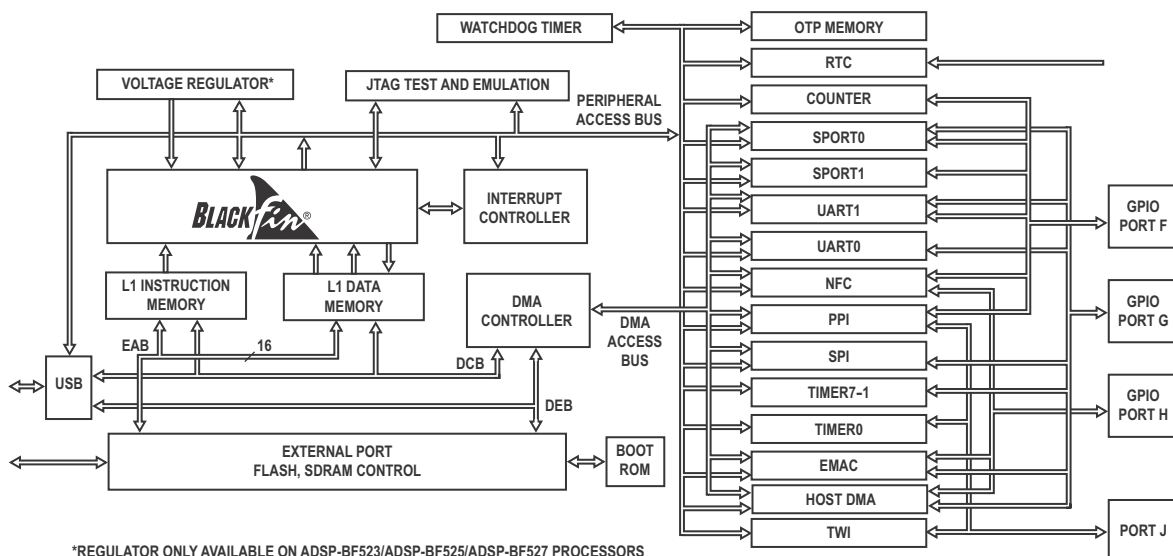 WATCHDOG TIMER
OTP MEMORY
RTC
VOLTAGE REGULATOR*
JTAG TEST AND EMULATION
PERIPHERAL
ACCESS BUS
COUNTER
SPORT0
SPORT1
BLACKfin®
INTERRUPT
CONTROLLER
UART1
GPIO
PORT F
UART0
L1 INSTRUCTION
MEMORY
L1 DATA
MEMORY
DMA
CONTROLLER
NFC
DMA
ACCESS
BUS
PPI
GPIO
PORT G
EAB
16
DCB
SPI
USB
TIMER7-1
DEB
GPIO
PORT H
TIMER0
EXTERNAL PORT
FLASH, SDRAM CONTROL
BOOT
ROM
EMAC
HOST DMA
TWI
PORT J
*REGULATOR ONLY AVAILABLE ON ADSP-BF523/ADSP-BF525/ADSP-BF527 PROCESSORS